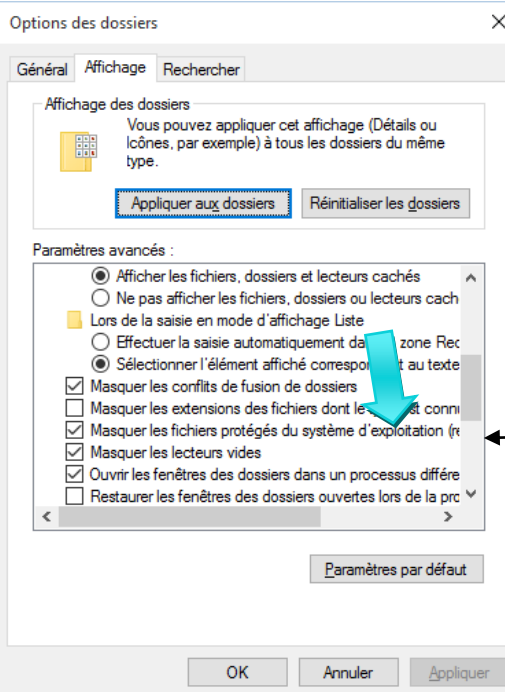 Options des dossiers
Général Affichage Rechercher
Affichage des dossiers
Vous pouvez appliquer cet affichage (Détails ou
Icônes, par exemple) à tous les dossiers du même
type.
Appliquer aux dossiers Réinitialiser les dossiers
Paramètres avancés :
Afficher les fichiers, dossiers et lecteurs cachés
Ne pas afficher les fichiers, dossiers ou lecteurs cach
Lors de la saisie en mode d'affichage Liste
Effectuer la saisie automatiquement zone Rec
Sélectionner l'élément affiché au texte
Masquer les conflits de fusion de dossiers
Masquer les extensions des fichiers dont le connu
Masquer les fichiers protégés du système d'exploitation (re
Masquer les lecteurs vides
Ouvrir les fenêtres des dossiers dans un processus différe
Restaurer les fenêtres des dossiers ouvertes lors de la pro
Paramètres par défaut
OK Annuler Appliquer